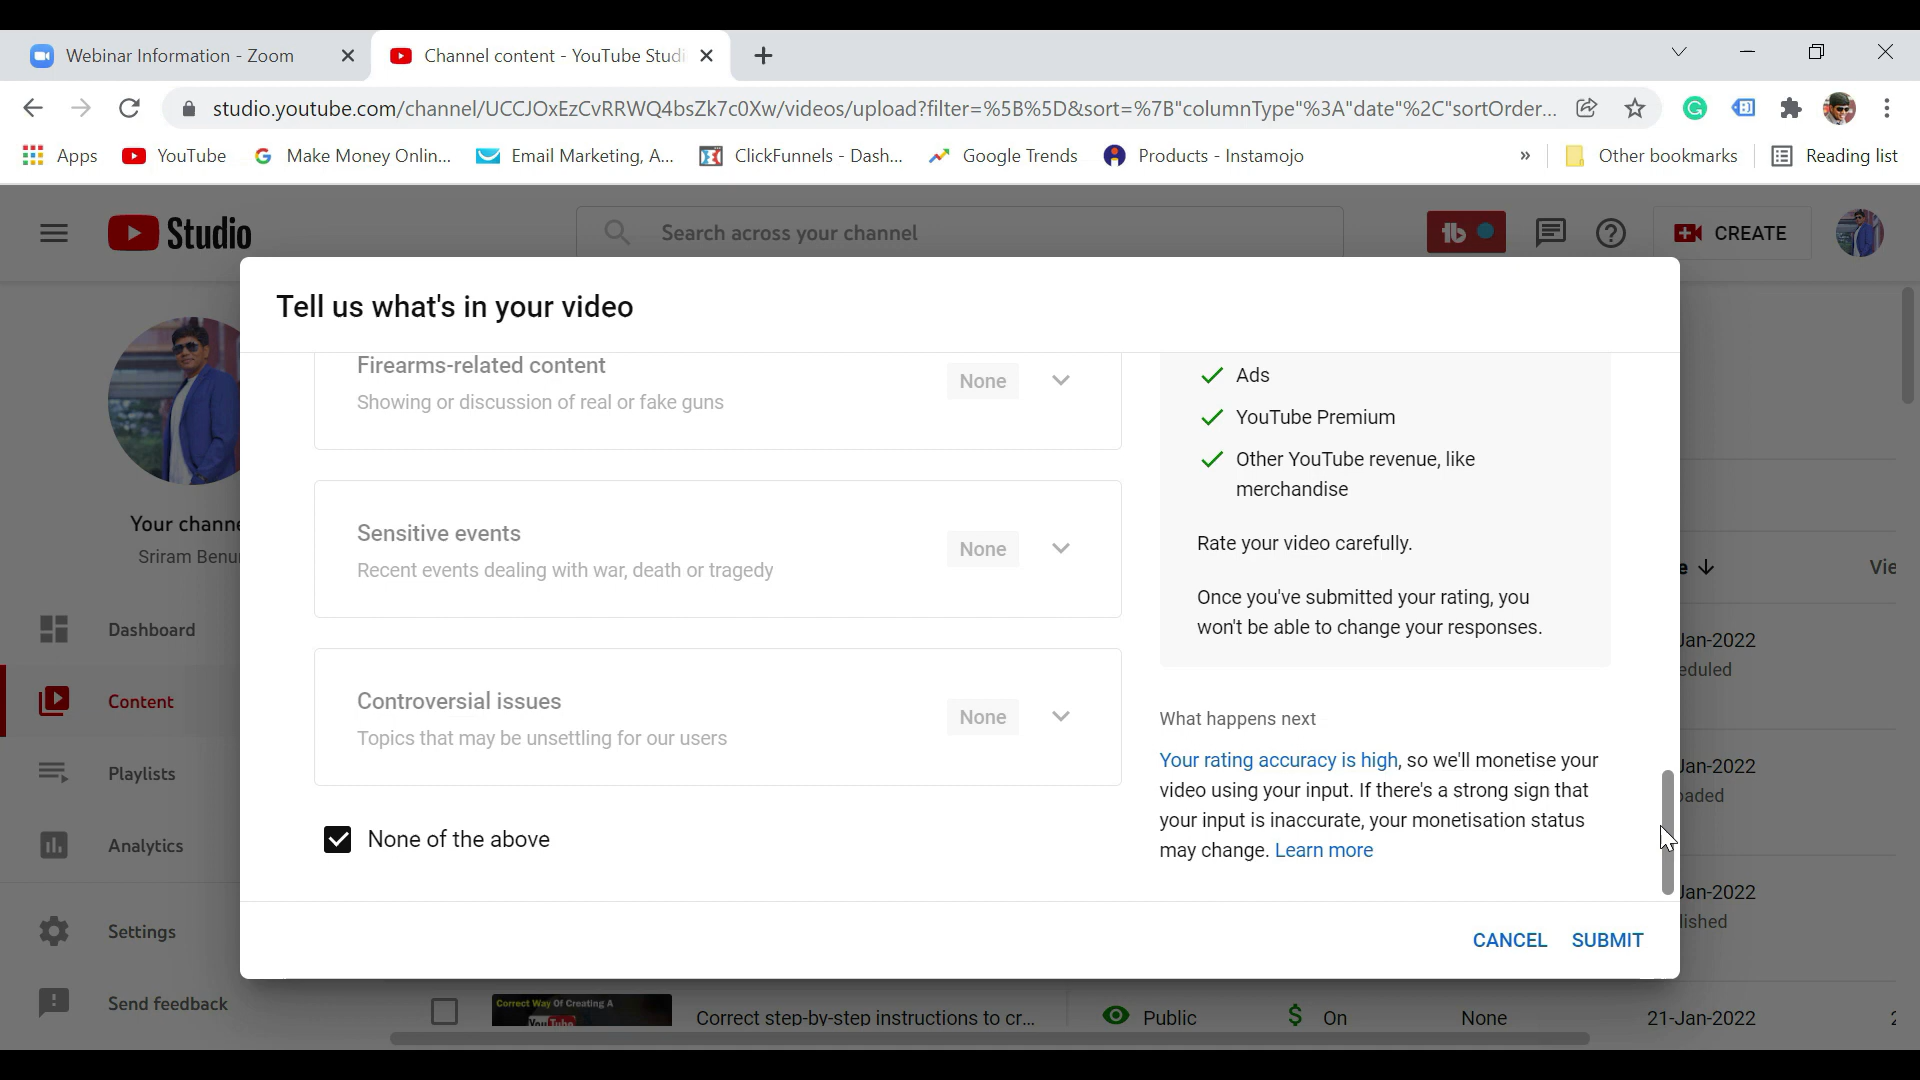 Webinar Information - Zoom
Channel content - YouTube Studi
studio.youtube.com/channel/UCCJOxEzCvRRWQ4bsZk7c0Xw/videos/upload?filter=%5B%5D&sort=%7B"columnType"%3A"date"%2C"sortOrder...
Apps
YouTube
Make Money Onlin...
Email Marketing, A...
ClickFunnels - Dash...
Google Trends
Products - Instamojo
»
Other bookmarks
Reading list
Studio
Search across your channel
CREATE
Tell us what's in your video
Firearms-related content
Showing or discussion of real or fake guns
None
Sensitive events
Recent events dealing with war, death or tragedy
None
Controversial issues
Topics that may be unsettling for our users
None
None of the above
Ads
YouTube Premium
Other YouTube revenue, like
merchandise
Rate your video carefully.
Once you've submitted your rating, you
won't be able to change your responses.
What happens next
Your rating accuracy is high, so we'll monetise your
video using your input. If there's a strong sign that
your input is inaccurate, your monetisation status
may change. Learn more
CANCEL
SUBMIT
Your channe
Sriram Benu
Dashboard
Content
Playlists
Analytics
Settings
Send feedback
e
Vie
Jan-2022
eduled
Jan-2022
oaded
Jan-2022
lished
Correct Way Of Creating A
YouTube
Correct step-by-step instructions to cr...
Public
On
None
21-Jan-2022